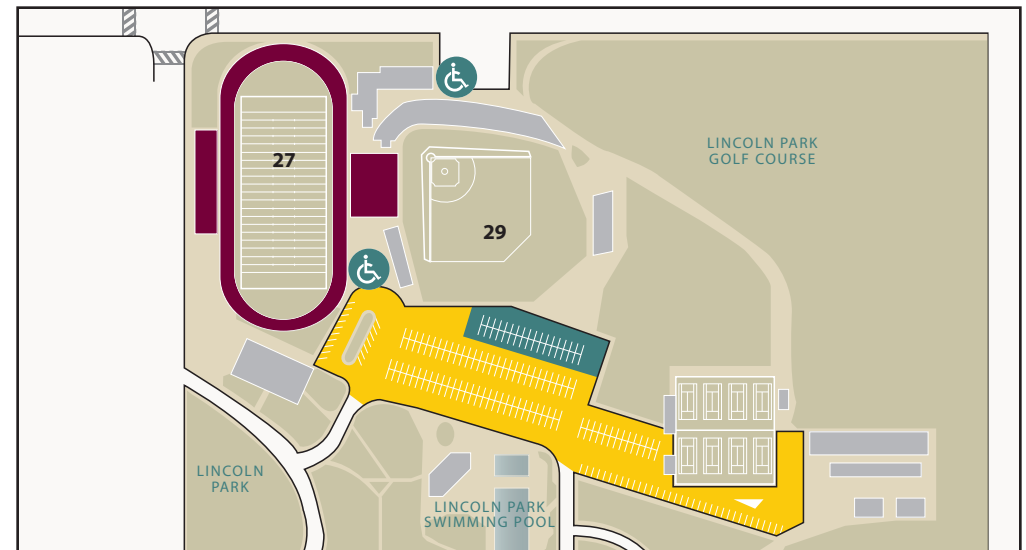 LINCOLN PARK
GOLF COURSE
27
29
LINCOLN
PARK
LINCOLN PARK
SWIMMING POOL